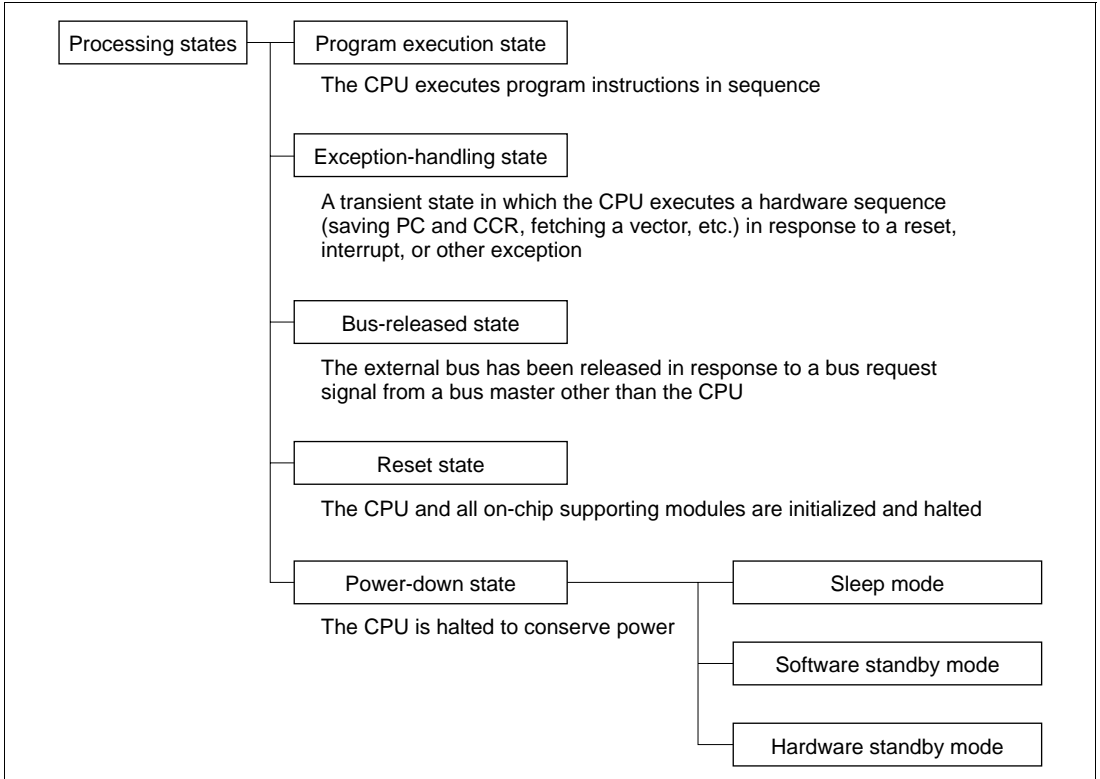 Processing states
Program execution state
The CPU executes program instructions in sequence
Exception-handling state
A transient state in which the CPU executes a hardware sequence
(saving PC and CCR, fetching a vector, etc.) in response to a reset,
interrupt, or other exception
Bus-released state
The external bus has been released in response to a bus request
signal from a bus master other than the CPU
Reset state
The CPU and all on-chip supporting modules are initialized and halted
Power-down state
The CPU is halted to conserve power
Sleep mode
Software standby mode
Hardware standby mode